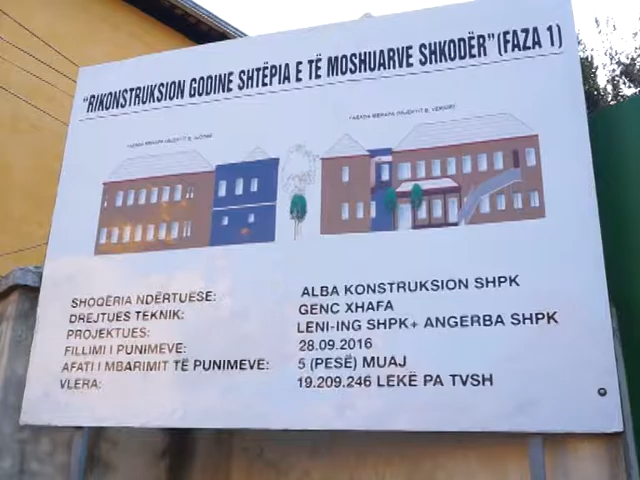 "RIKONSTRUKSION GODINE SHTËPIA E TË MOSHUARVE SHKODËR" (FAZA 1)
SHOQËRIA NDËRTUESE: ALBA KONSTRUKSION SHPK
DREJTUES TEKNIK: GENC XHAFA
PROJEKTUES: LENI-ING SHPK+ ANGERBA SHPK
FILLIMI I PUNIMEVE: 28.09.2016
AFATI I MBARIMIT TË PUNIMEVE: 5 (PESË) MUAJ
VLERA: 19.209.246 LEKË PA TVSH